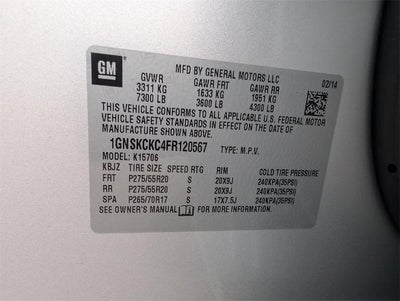 GM
MFD BY GENERAL MOTORS LLC
GVWR GAWR FRT GAWR RR 02/14
3311 KG 1633 KG 1951 KG
7300 LB 3600 LB 4300 LB
THIS VEHICLE CONFORMS TO ALL APPLICABLE U.S. FEDERAL MOTOR
VEHICLE SAFETY STANDARDS IN EFFECT ON THE DATE OF
MANUFACTURE SHOWN ABOVE.
1GNSKCKC4FR120567 TYPE: M.P.V.
MODEL: K15706
KBJZ TIRE SIZE SPEED RTG RIM COLD TIRE PRESSURE
FRT P275/55R20 S 20X9J 240KPA(35PSI)
RR P275/55R20 S 20X9J 240KPA(35PSI)
SPA P265/70R17 S 17X7.5J 240KPA(35PSI)
SEE OWNER'S MANUAL FOR MORE INFORMATION.